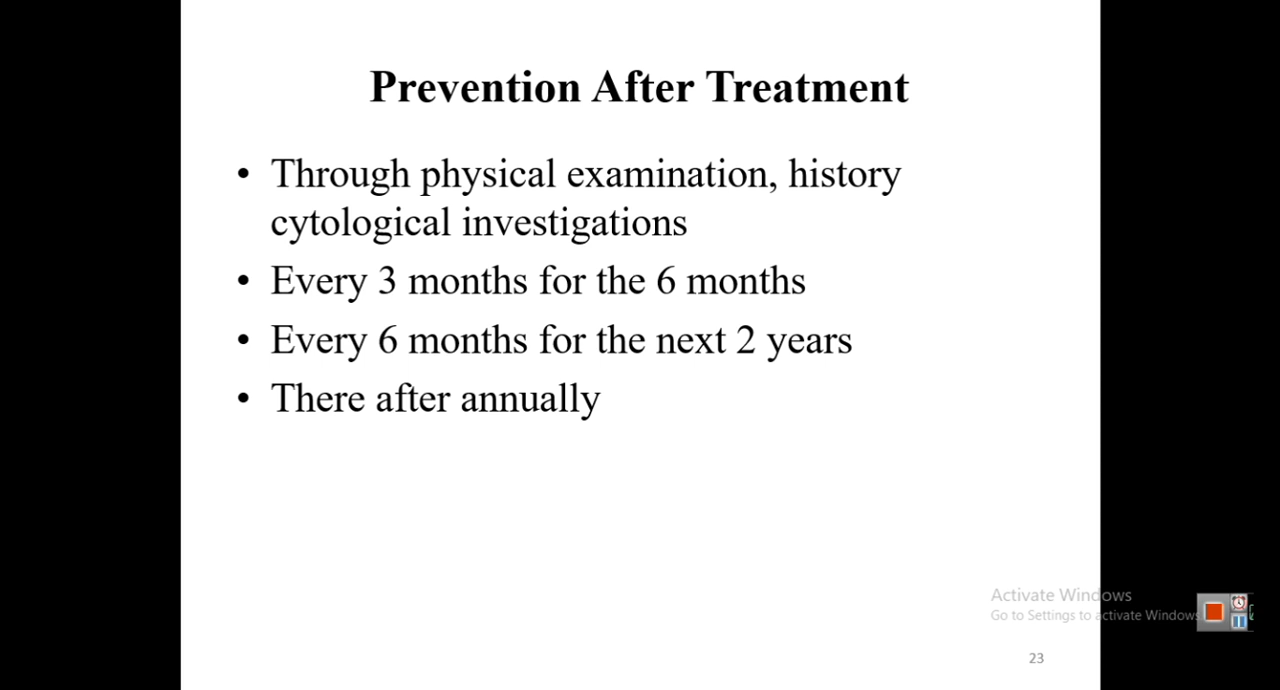 Prevention After Treatment
• Through physical examination, history
cytological investigations
• Every 3 months for the 6 months
• Every 6 months for the next 2 years
• There after annually
Activate Windows
Go to Settings to activate Windows
23